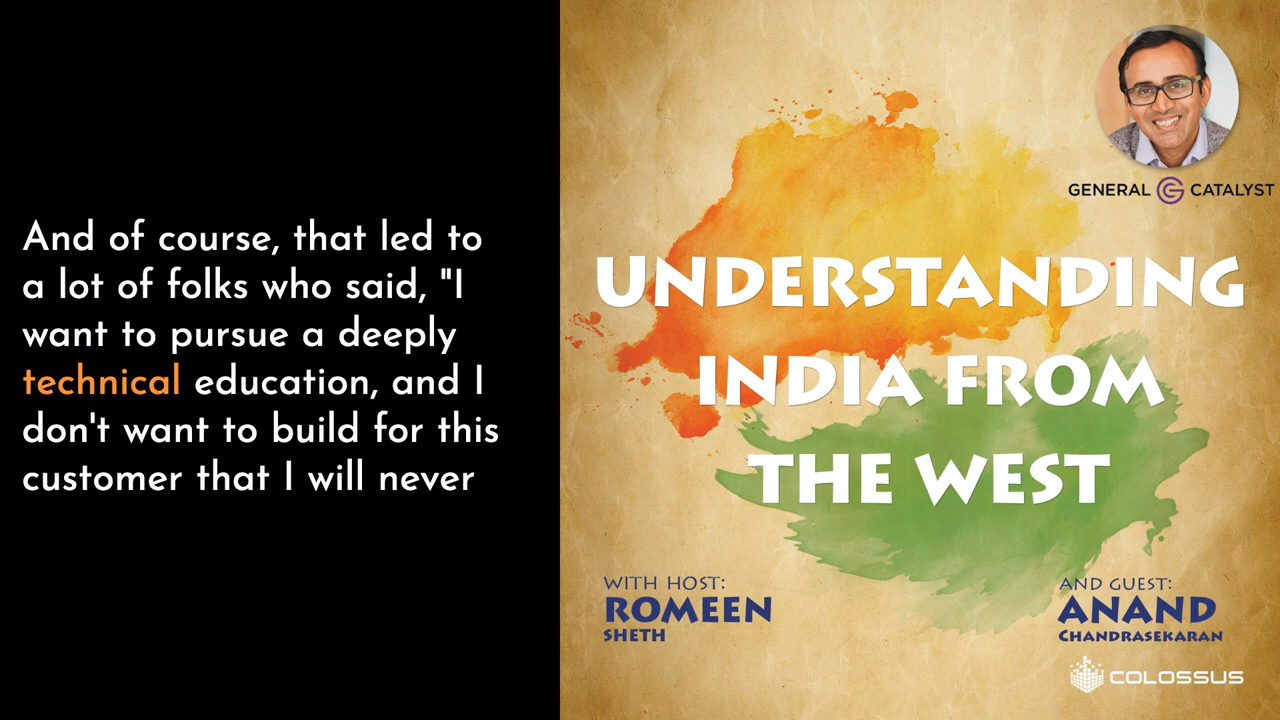 And of course, that led to
a lot of folks who said, "I
want to pursue a deeply
technical education, and I
don't want to build for this
customer that I will never
GENERAL CATALYST
UNDERSTANDING
INDIA FROM
THE WEST
WITH HOST:
ROMEEN
SHETH
AND GUEST:
ANAND
CHANDRASEKARAN
COLOSSUS